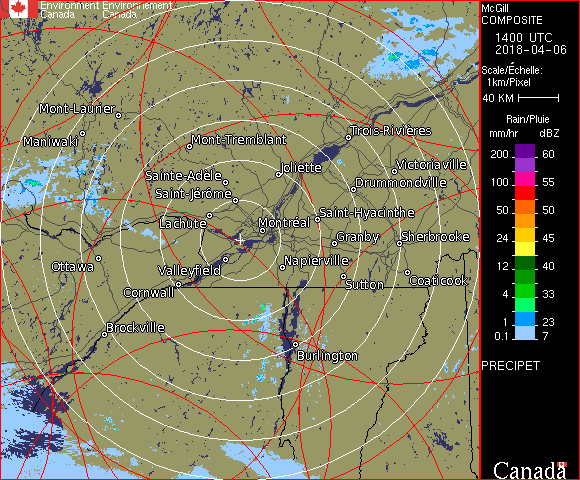 Environment Environnement
Canada Canada
McGill
COMPOSITE
1400 UTC
2018-04-06
Scale/Échelle:
1km/Pixel
40 KM
Rain/Pluie
mm/hr dBZ
200 60
150 55
100 55
50 50
24 45
12 40
4 33
1 23
0.1 7
PRECIPET
Canada
Mont-Laurier
Maniwaki
Mont-Tremblant
Trois-Rivières
Sainte-Adèle
Joliette
Victoriaville
Saint-Jérôme
Drummondville
Lachute
Montréal
Saint-Hyacinthe
Granby
Sherbrooke
Ottawa
Valleyfield
Napierville
Cornwall
Sutton
Coaticook
Brockville
Burlington